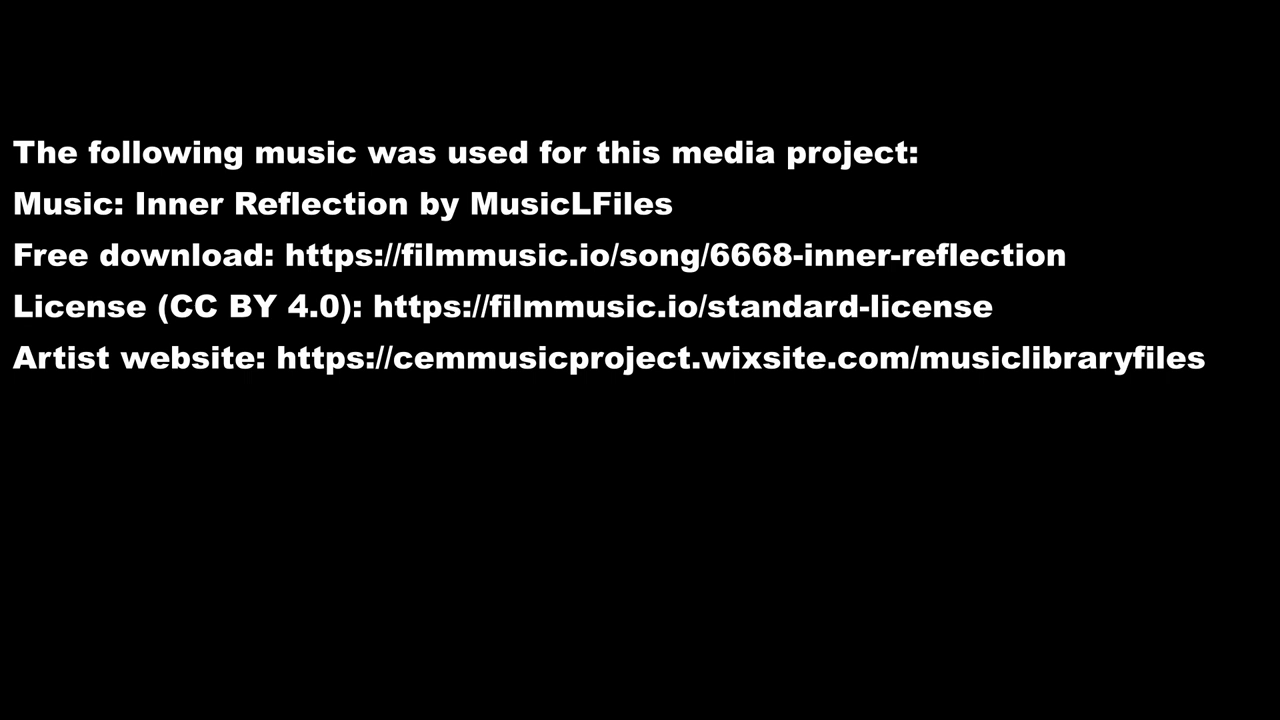 The following music was used for this media project:
Music: Inner Reflection by MusicLFiles
Free download: https://filmmusic.io/song/6668-inner-reflection
License (CC BY 4.0): https://filmmusic.io/standard-license
Artist website: https://cemmusicproject.wixsite.com/musiclibraryfiles